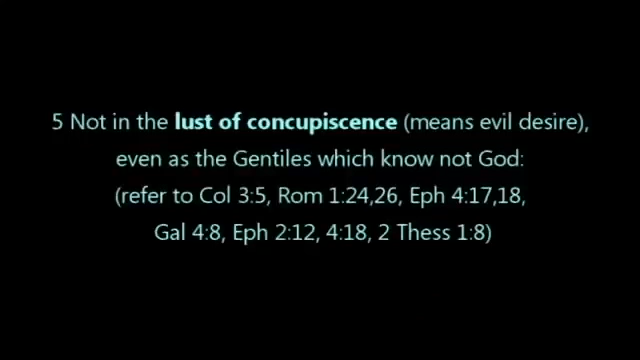 5 Not in the lust of concupiscence (means evil desire),
even as the Gentiles which know not God:
(refer to Col 3:5, Rom 1:24,26, Eph 4:17,18,
Gal 4:8, Eph 2:12, 4:18, 2 Thess 1:8)